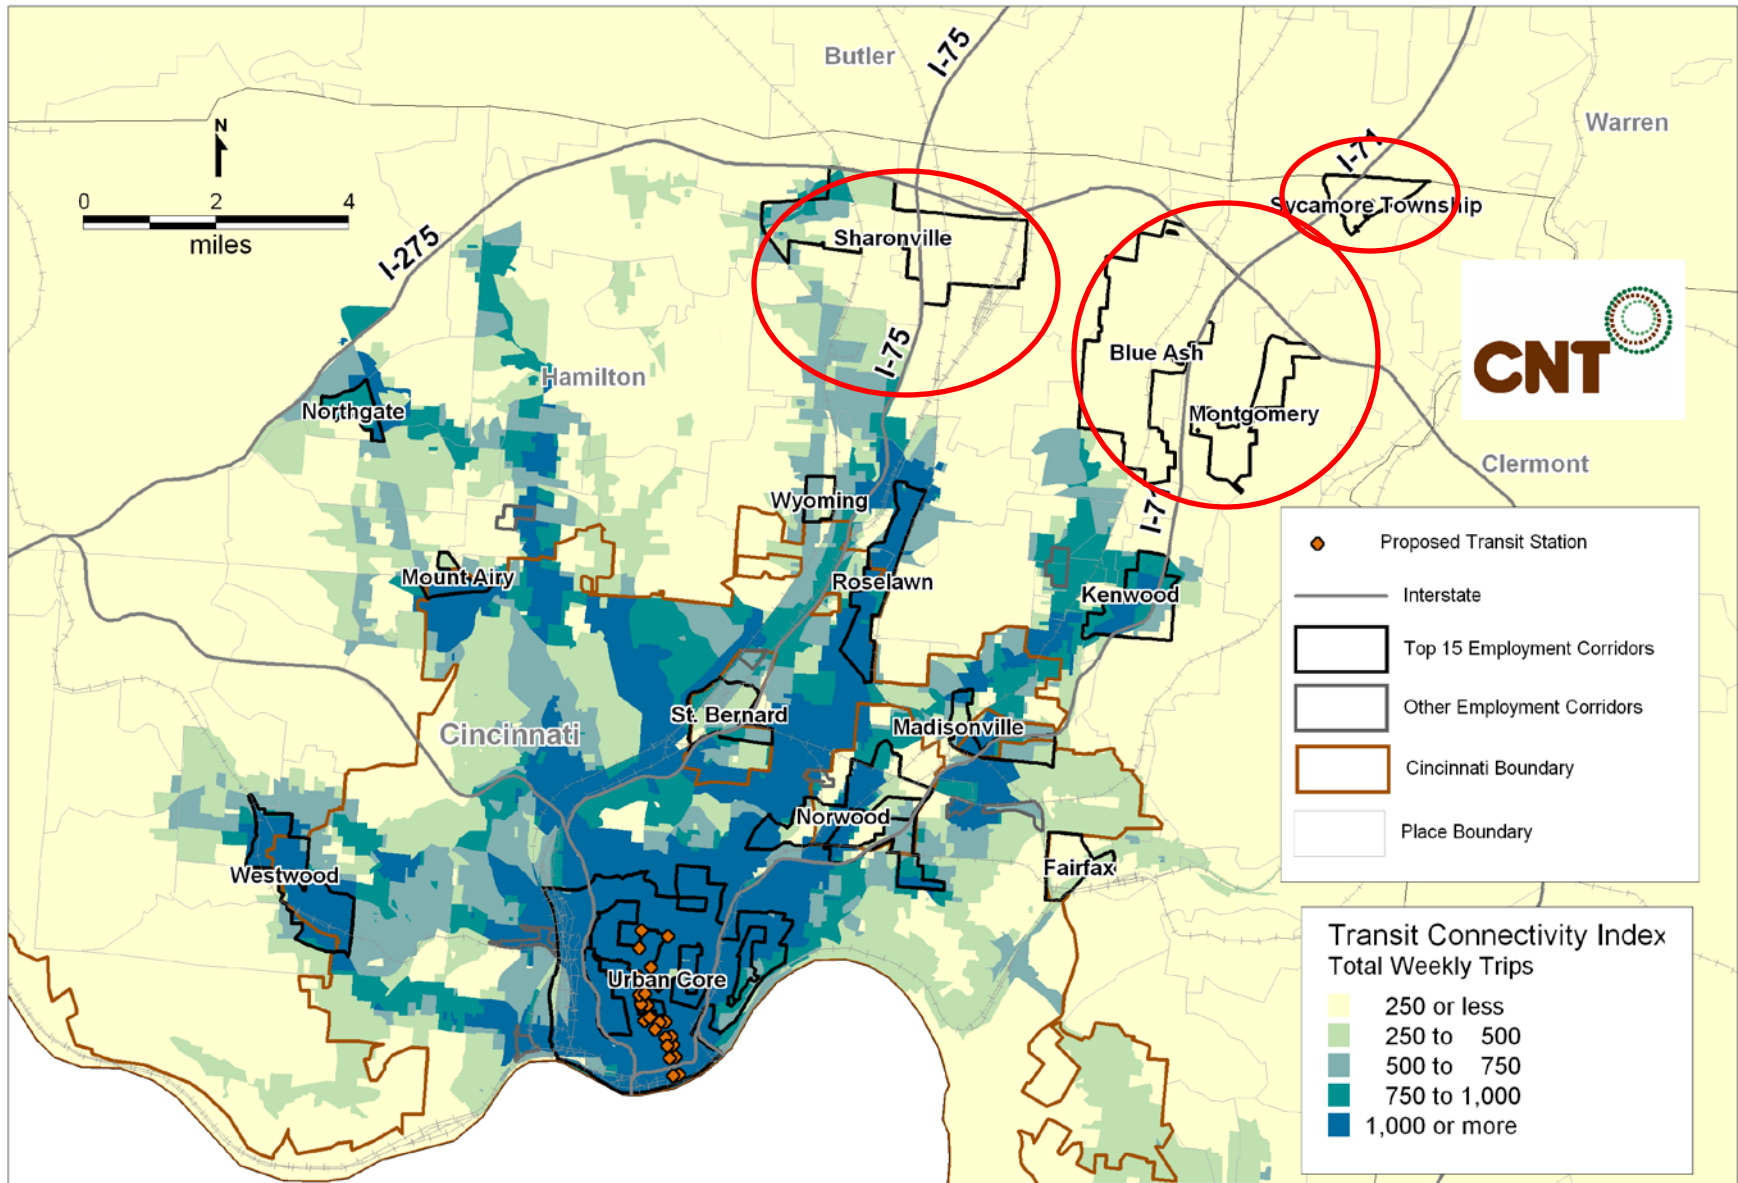 Butler
I-75
Warren
I-71
N
0 2 4
miles
I-275
Sycamore Township
Sharonville
I-75
Blue Ash
CNT
Hamilton
Northgate
Montgomery
Clermont
Wyoming
I-71
Proposed Transit Station
Mount Airy
Roselawn
Kenwood
Interstate
Top 15 Employment Corridors
Other Employment Corridors
Cincinnati
St. Bernard
Madisonville
Cincinnati Boundary
Norwood
Place Boundary
Westwood
Fairfax
Urban Core
Transit Connectivity Index
Total Weekly Trips
250 or less
250 to 500
500 to 750
750 to 1,000
1,000 or more